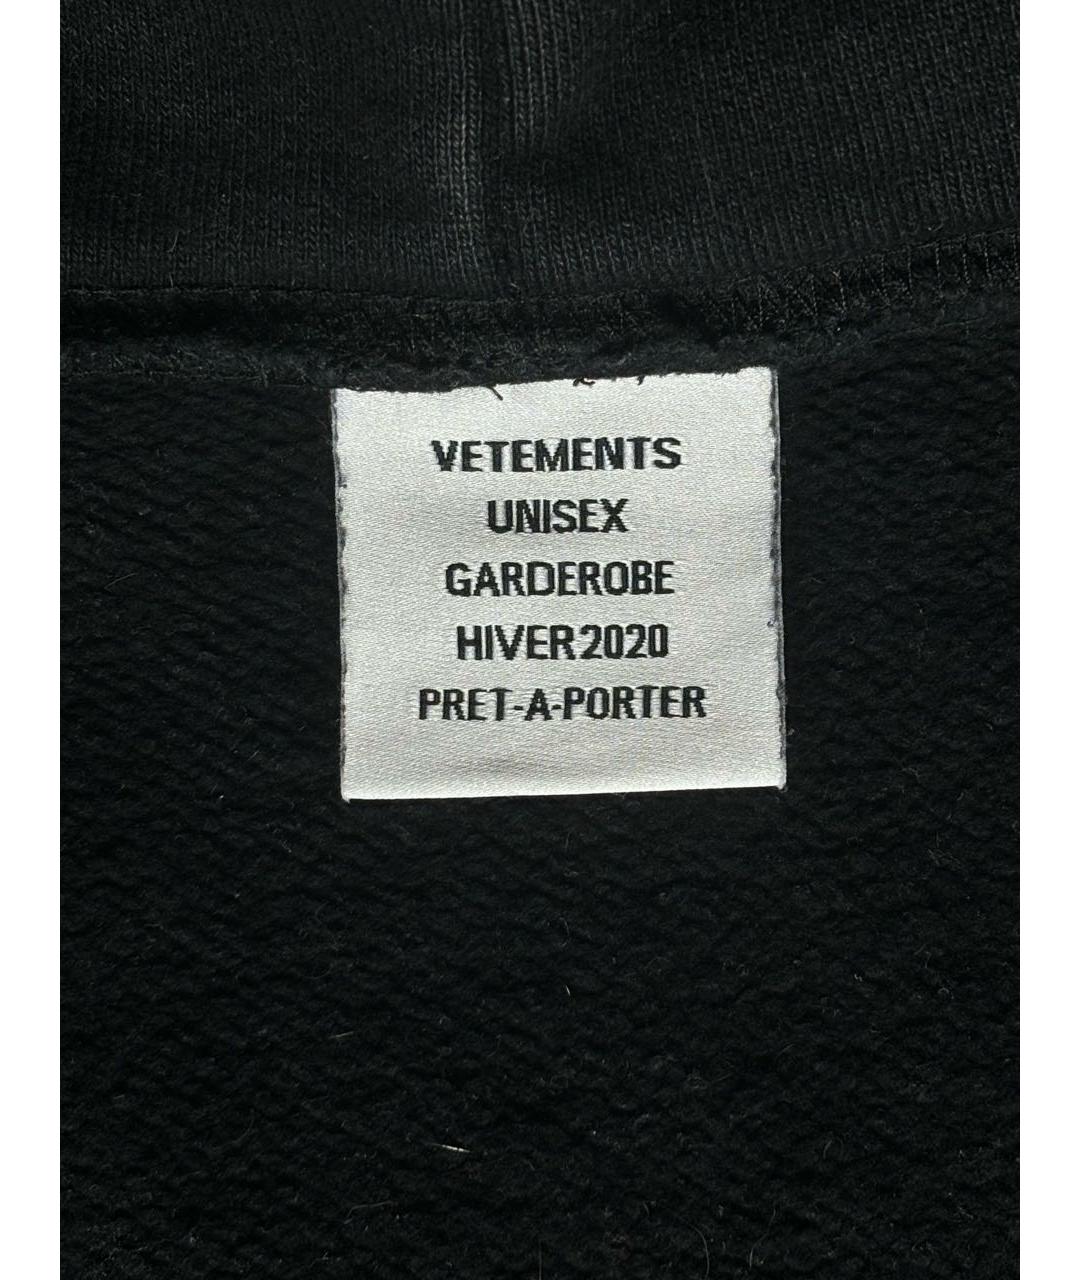 VETEMENTS
UNISEX
GARDEROBE
HIVER2020
PRET-A-PORTER